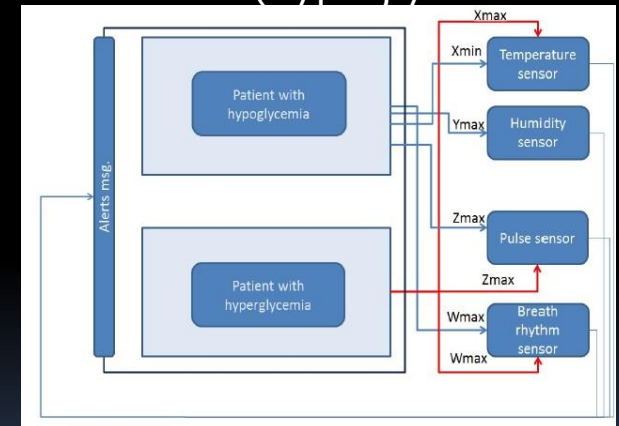 Xmax
Xmin
Temperature
sensor
Patient with
hypoglycemia
Ymax
Humidity
sensor
Alerts msg.
Zmax
Pulse sensor
Zmax
Patient with
hyperglycemia
Wmax
Breath
rhythm
sensor
Wmax